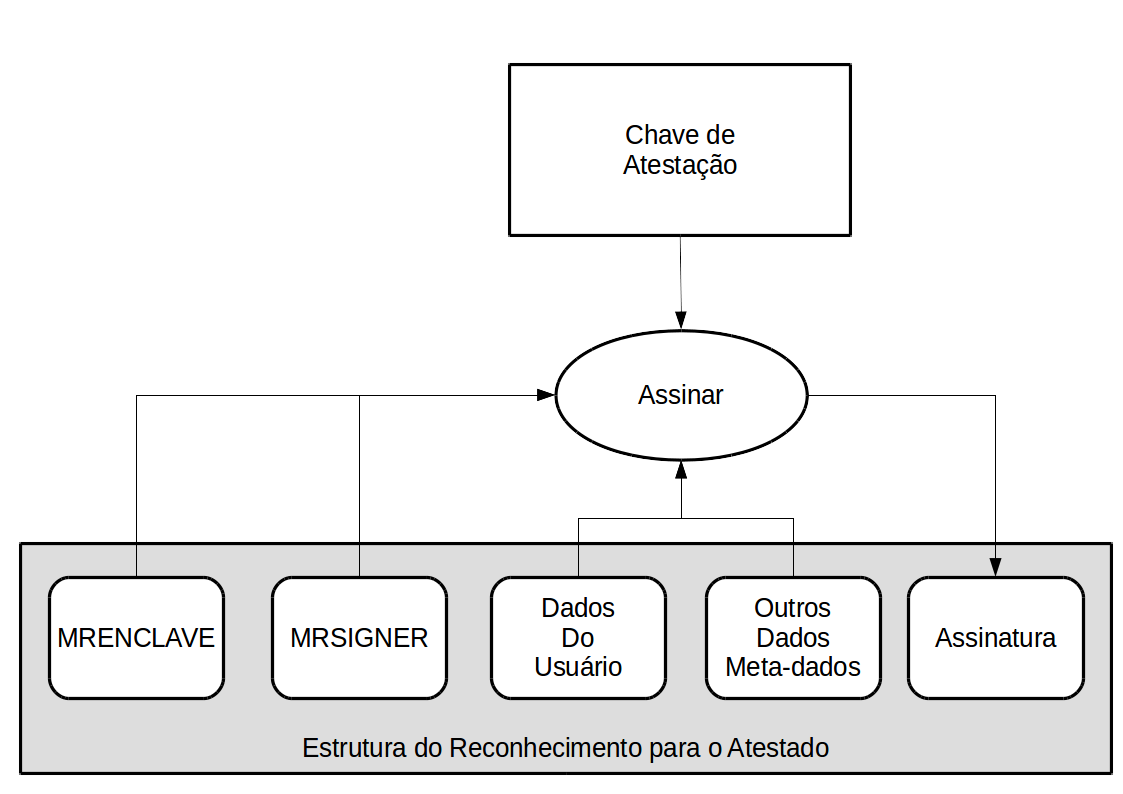 Chave de
Atestação
Assinar
MRENCLAVE
MRSIGNER
Dados
Do
Usuário
Outros
Dados
Meta-dados
Assinatura
Estrutura do Reconhecimento para o Atestado